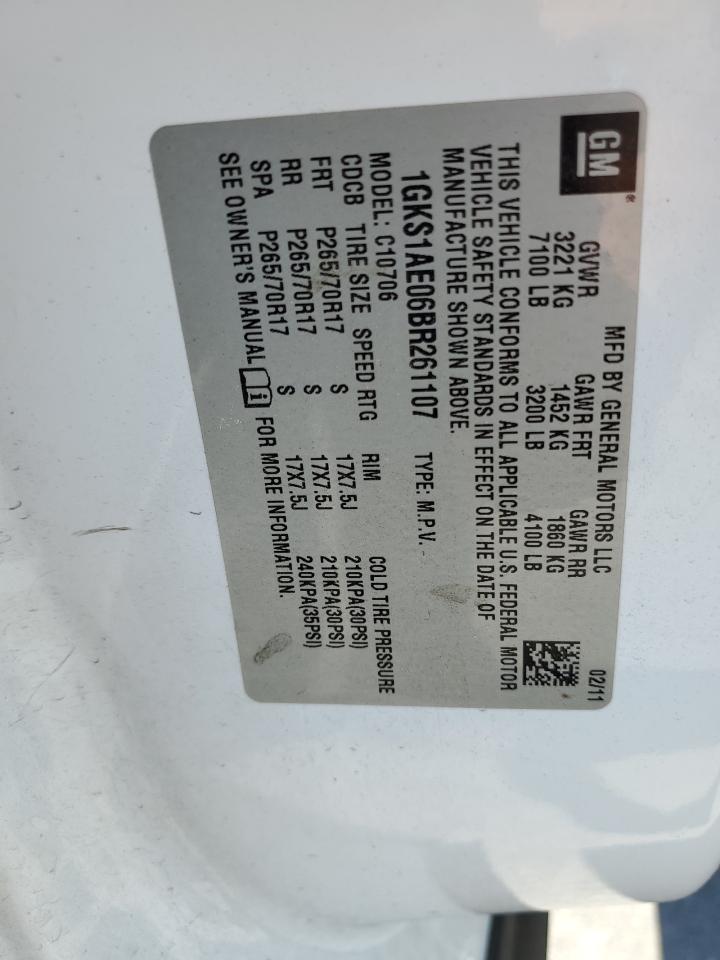 GM®
MFD BY GENERAL MOTORS LLC 02/11
GVWR GAWR FRT GAWR RR
3221 KG 1452 KG 1860 KG
7100 LB 3200 LB 4100 LB
THIS VEHICLE CONFORMS TO ALL APPLICABLE U.S. FEDERAL MOTOR
VEHICLE SAFETY STANDARDS IN EFFECT ON THE DATE OF
MANUFACTURE SHOWN ABOVE.
1GKS1AE06BR261107 TYPE: M.P.V.
MODEL: C10706
CDCB TIRE SIZE SPEED RTG RIM COLD TIRE PRESSURE
FRT P265/70R17 S 17X7.5J 210KPA(30PSI)
RR P265/70R17 S 17X7.5J 210KPA(30PSI)
SPA P265/70R17 S 17X7.5J 240KPA(35PSI)
SEE OWNER'S MANUAL FOR MORE INFORMATION.